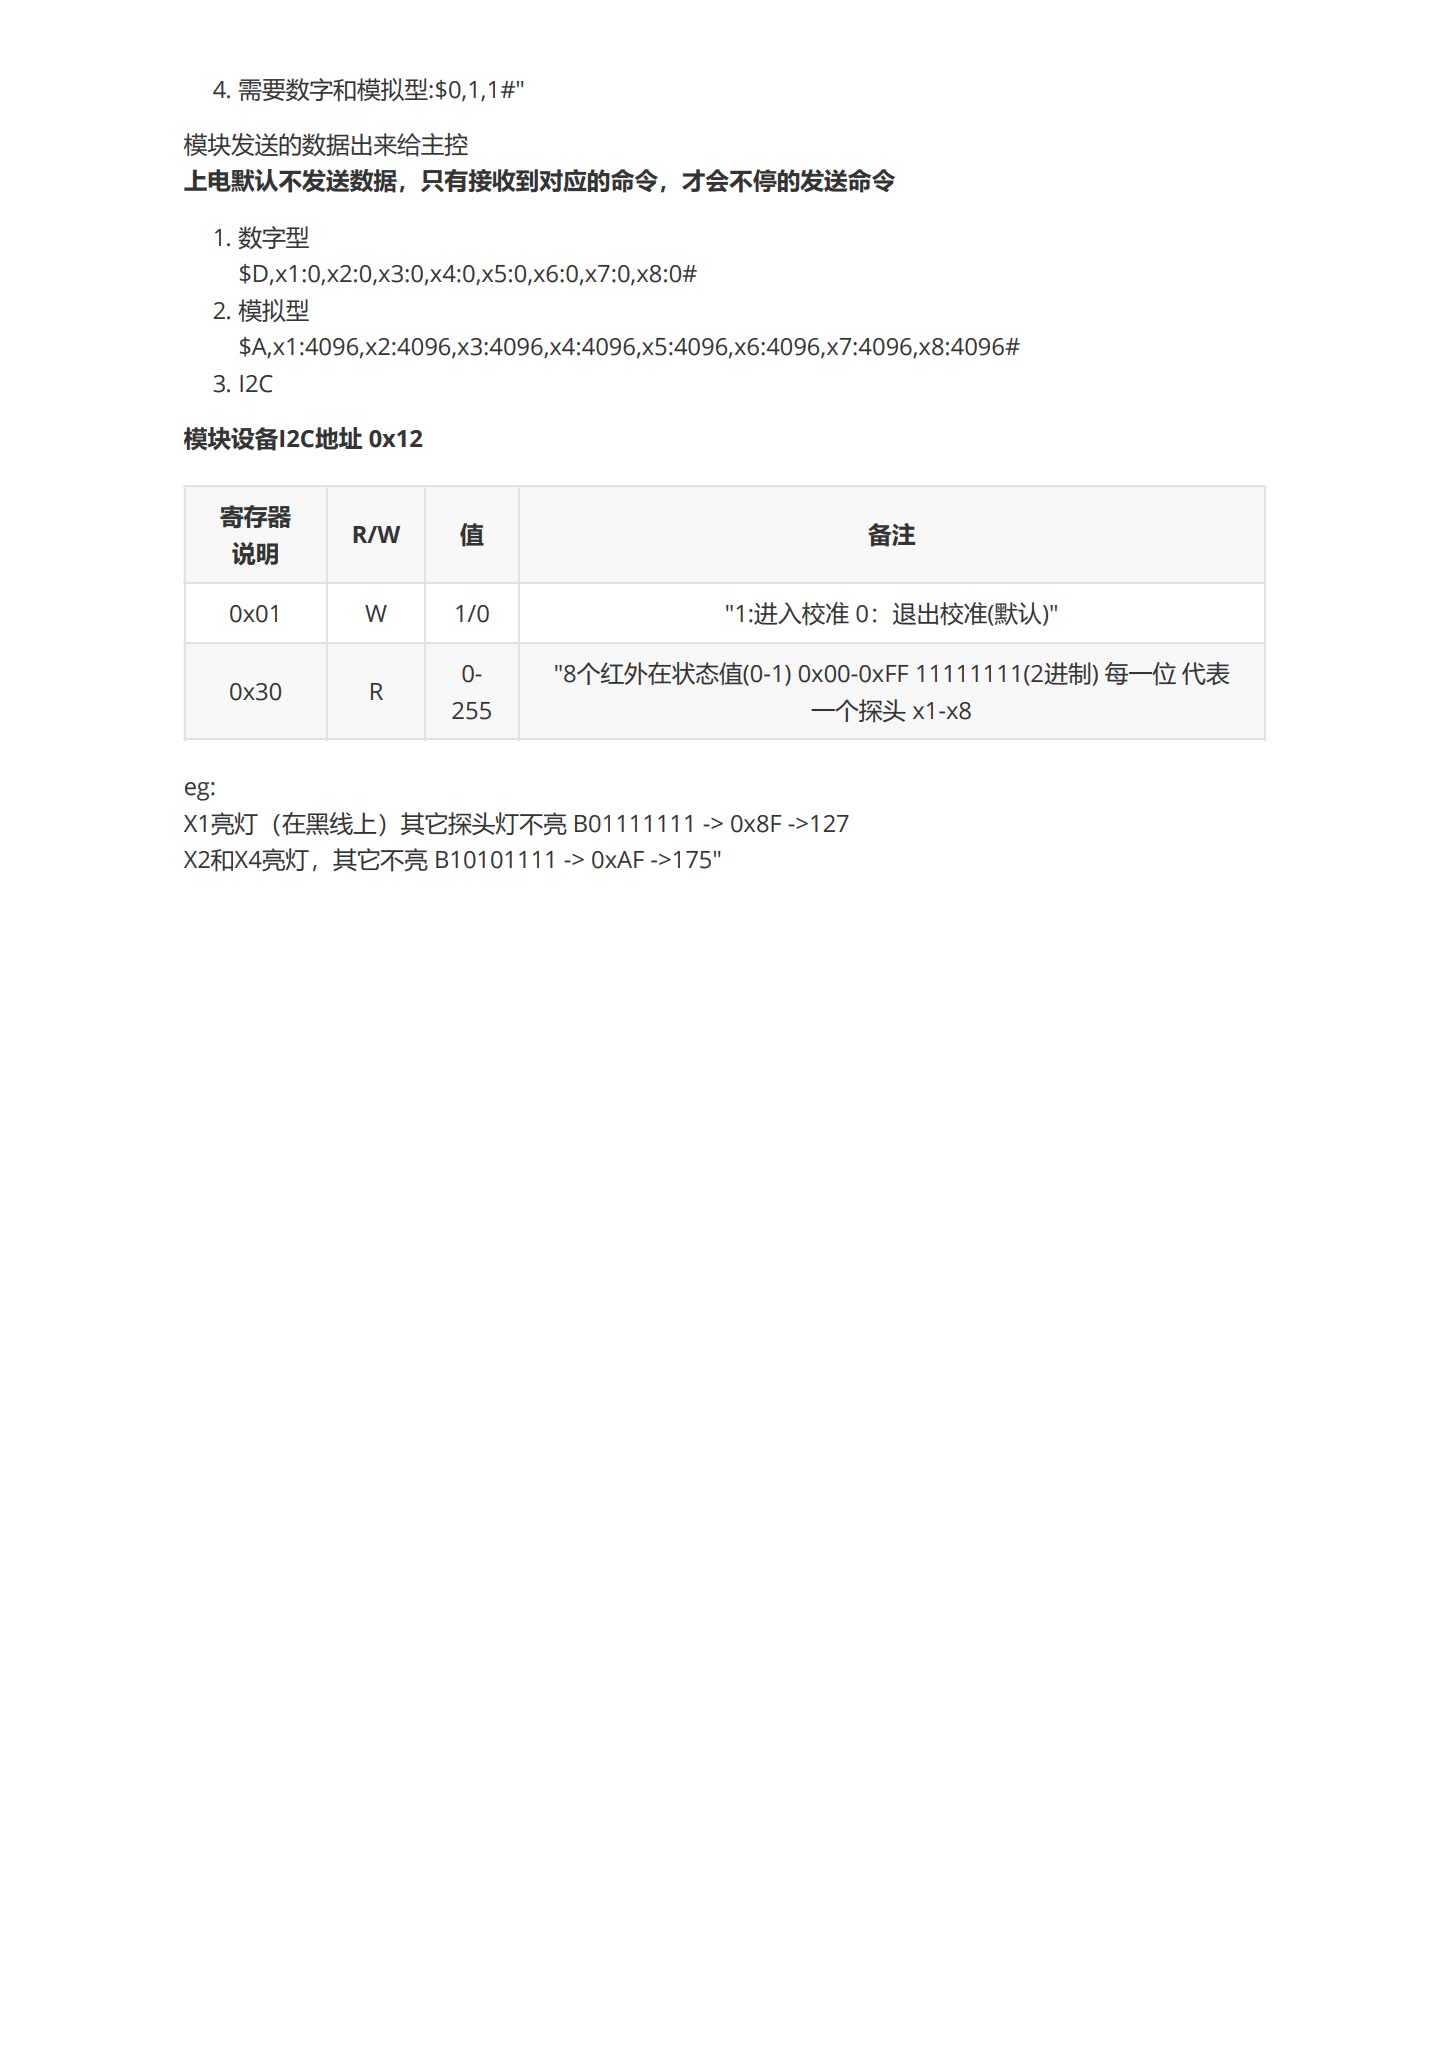 4. 需要数字和模拟型:$0,1,1#"
模块发送的数据出来给主控
上电默认不发送数据，只有接收到对应的命令，才会不停的发送命令
1. 数字型
$D,x1:0,x2:0,x3:0,x4:0,x5:0,x6:0,x7:0,x8:0#
2. 模拟型
$A,x1:4096,x2:4096,x3:4096,x4:4096,x5:4096,x6:4096,x7:4096,x8:4096#
3. I2C
模块设备I2C地址 0x12
寄存器
说明
R/W
值
备注
0x01
W
1/0
"1:进入校准 0：退出校准(默认)"
0x30
R
0-
255
"8个红外在状态值(0-1) 0x00-0xFF 11111111(2进制) 每一位 代表
一个探头 x1-x8
eg:
X1亮灯（在黑线上）其它探头灯不亮 B01111111 -> 0x8F ->127
X2和X4亮灯，其它不亮 B10101111 -> 0xAF ->175"